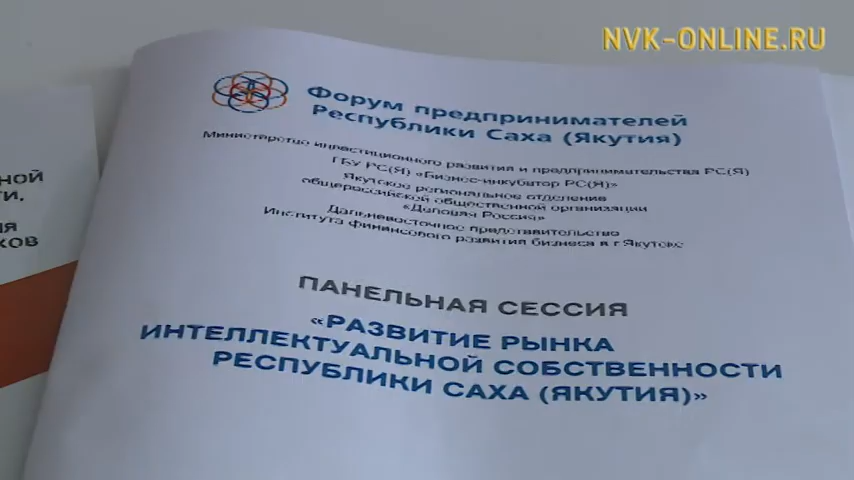 NVK-ONLINE.RU
Форум предпринимателей
Республики Саха (Якутия)
Министерство инвестиционного развития и предпринимательства РС(Я)
ГБУ РС(Я) «Бизнес-инкубатор РС(Я)»
Якутское региональное отделение
общероссийской общественной организации
«Деловая Россия»
Дальневосточное представительство
Института финансового развития бизнеса в г Якутске
ПАНЕЛЬНАЯ СЕССИЯ
«РАЗВИТИЕ РЫНКА
ИНТЕЛЛЕКТУАЛЬНОЙ СОБСТВЕННОСТИ
РЕСПУБЛИКИ САХА (ЯКУТИЯ)»